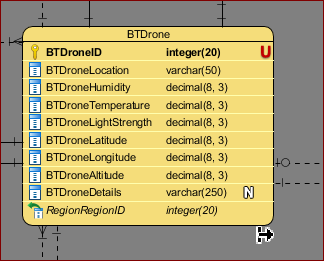 BTDrone
BTDroneID integer(20) U
BTDroneLocation varchar(50)
BTDroneHumidity decimal(8, 3)
BTDroneTemperature decimal(8, 3)
BTDroneLightStrength decimal(8, 3)
BTDroneLatitude decimal(8, 3)
BTDroneLongitude decimal(8, 3)
BTDroneAltitude decimal(8, 3)
BTDroneDetails varchar(250) N
RegionRegionID integer(20)